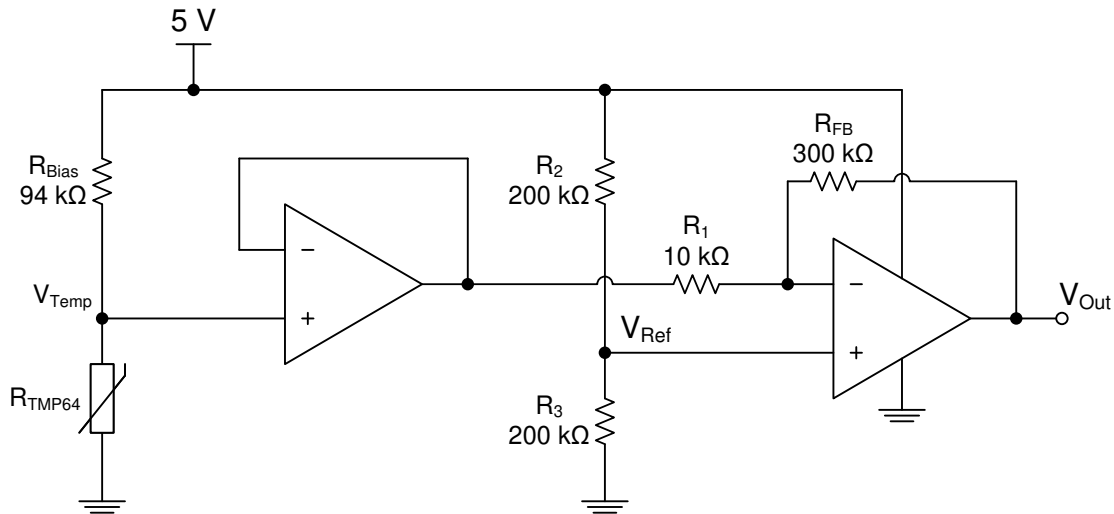 5 V
RBias
94 kΩ
VTemp
RTMP64
−
+
R2
200 kΩ
VRef
R3
200 kΩ
R1
10 kΩ
RFB
300 kΩ
−
+
VOut